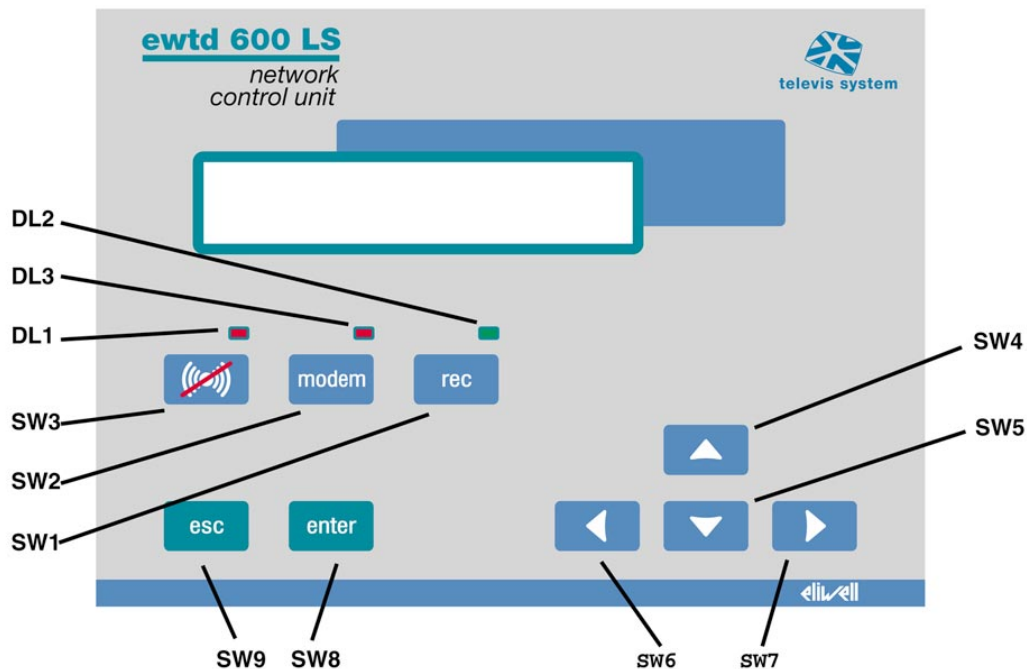 ewtd 600 LS
network
control unit
televis system
DL2
DL3
DL1
SW4
modem
rec
SW3
SW5
SW2
esc
enter
SW1
eliwell
SW9
SW8
SW6
SW7